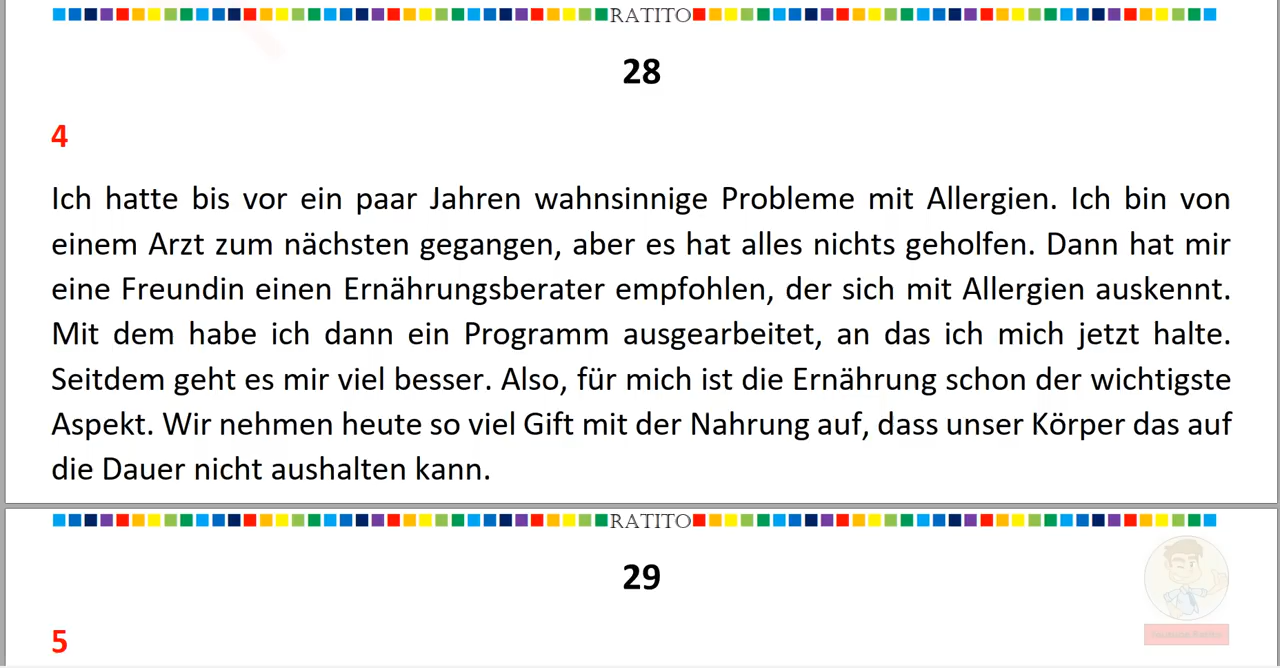 RATITO
28
4
Ich hatte bis vor ein paar Jahren wahnsinnige Probleme mit Allergien. Ich bin von
einem Arzt zum nächsten gegangen, aber es hat alles nichts geholfen. Dann hat mir
eine Freundin einen Ernährungsberater empfohlen, der sich mit Allergien auskennt.
Mit dem habe ich dann ein Programm ausgearbeitet, an das ich mich jetzt halte.
Seitdem geht es mir viel besser. Also, für mich ist die Ernährung schon der wichtigste
Aspekt. Wir nehmen heute so viel Gift mit der Nahrung auf, dass unser Körper das auf
die Dauer nicht aushalten kann.
RATITO
29
5